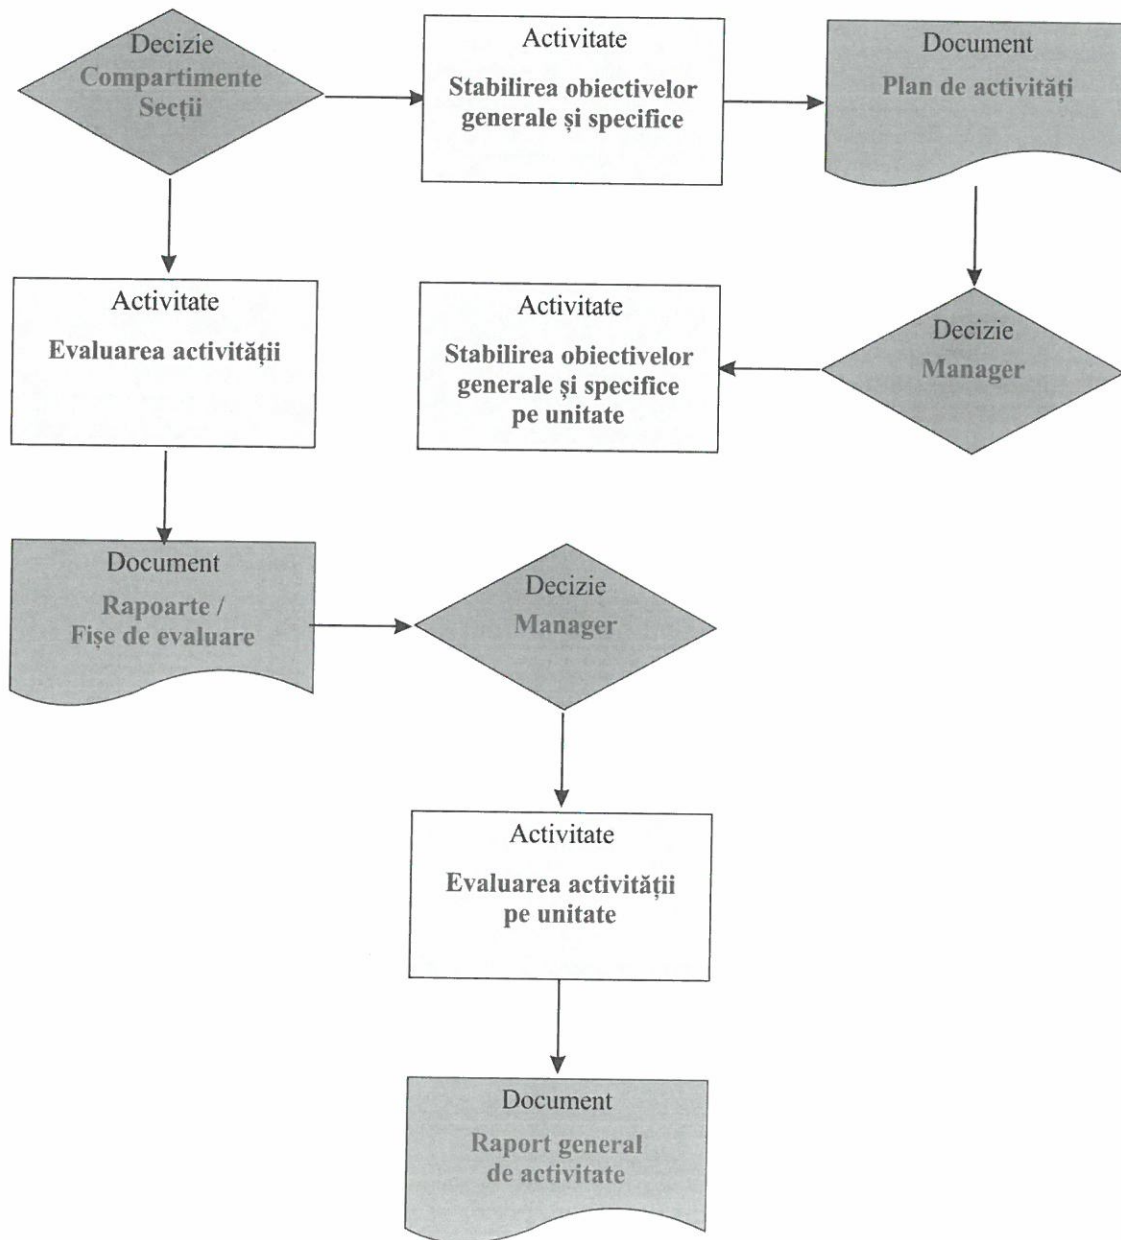 Decizie
Compartimente
Secții
Activitate
Stabilirea obiectivelor
generale și specifice
Document
Plan de activități
Activitate
Evaluarea activității
Activitate
Stabilirea obiectivelor
generale și specifice
pe unitate
Decizie
Manager
Document
Rapoarte /
Fișe de evaluare
Decizie
Manager
Activitate
Evaluarea activității
pe unitate
Document
Raport general
de activitate